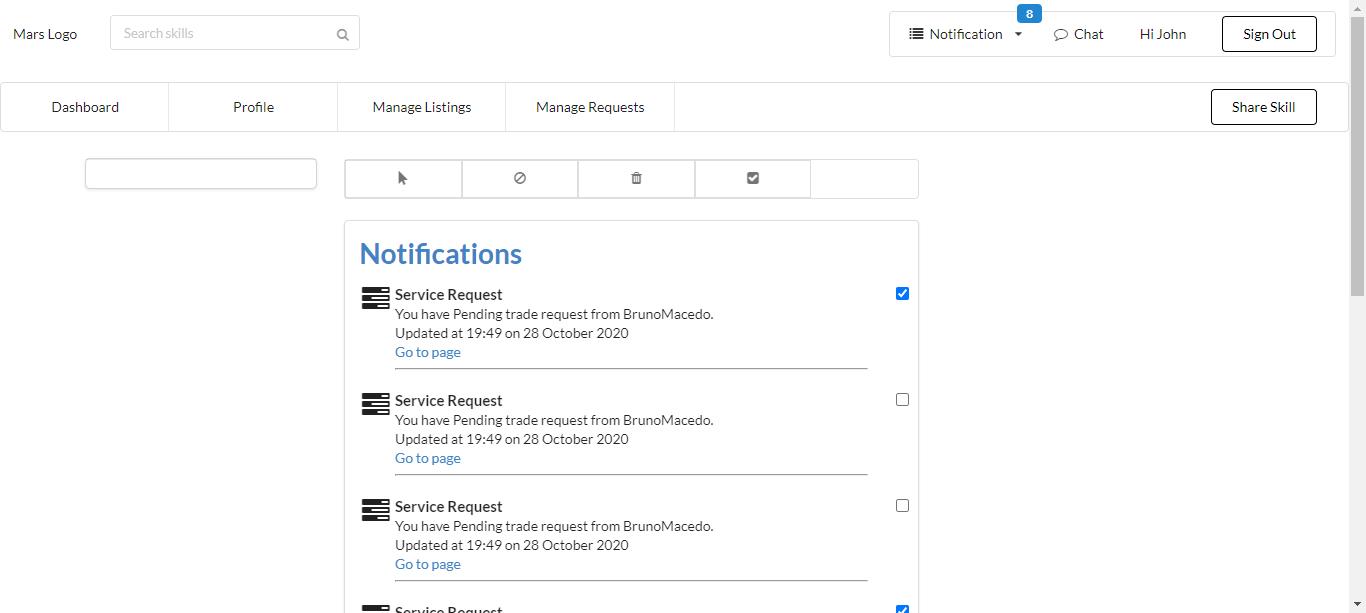 8
Mars Logo
Search skills
Notification
Chat
Hi John
Sign Out
Dashboard
Profile
Manage Listings
Manage Requests
Share Skill
Notifications
Service Request
You have Pending trade request from BrunoMacedo.
Updated at 19:49 on 28 October 2020
Go to page
Service Request
You have Pending trade request from BrunoMacedo.
Updated at 19:49 on 28 October 2020
Go to page
Service Request
You have Pending trade request from BrunoMacedo.
Updated at 19:49 on 28 October 2020
Go to page
Service Request